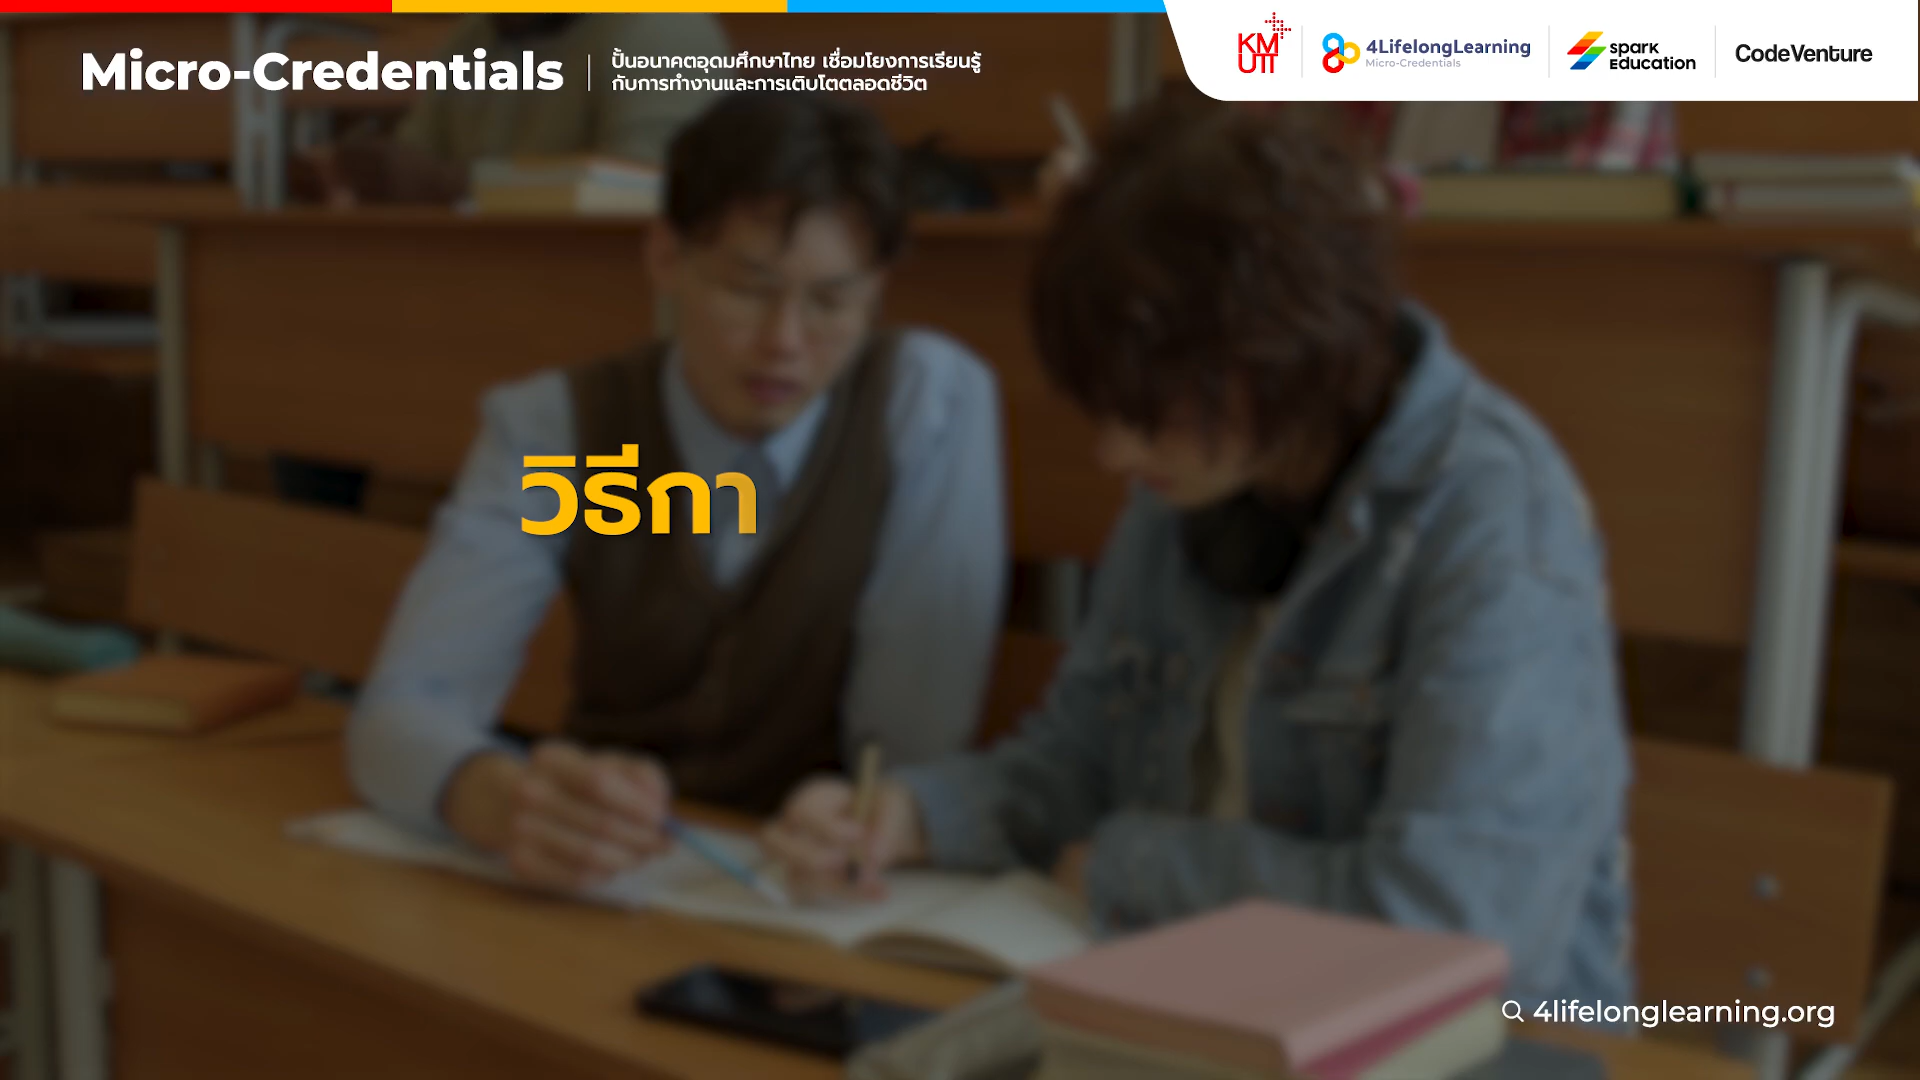 Micro-Credentials
ปั้นอนาคตอุดมศึกษาไทย เชื่อมโยงการเรียนรู้
กับการทำงานและการเติบโตตลอดชีวิต
KMUTT
4LifelongLearning
Micro-Credentials
spark
education
CodeVenture
วิธีกา
4lifelonglearning.org